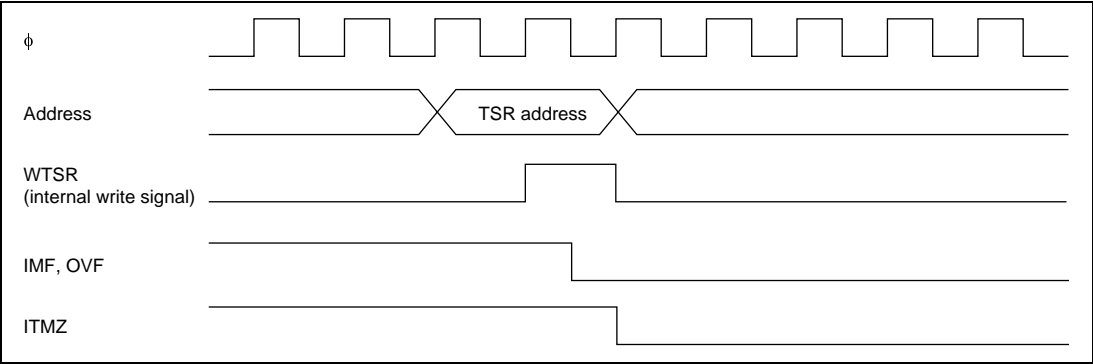 ϕ
Address
TSR address
WTSR
(internal write signal)
IMF, OVF
ITMZ